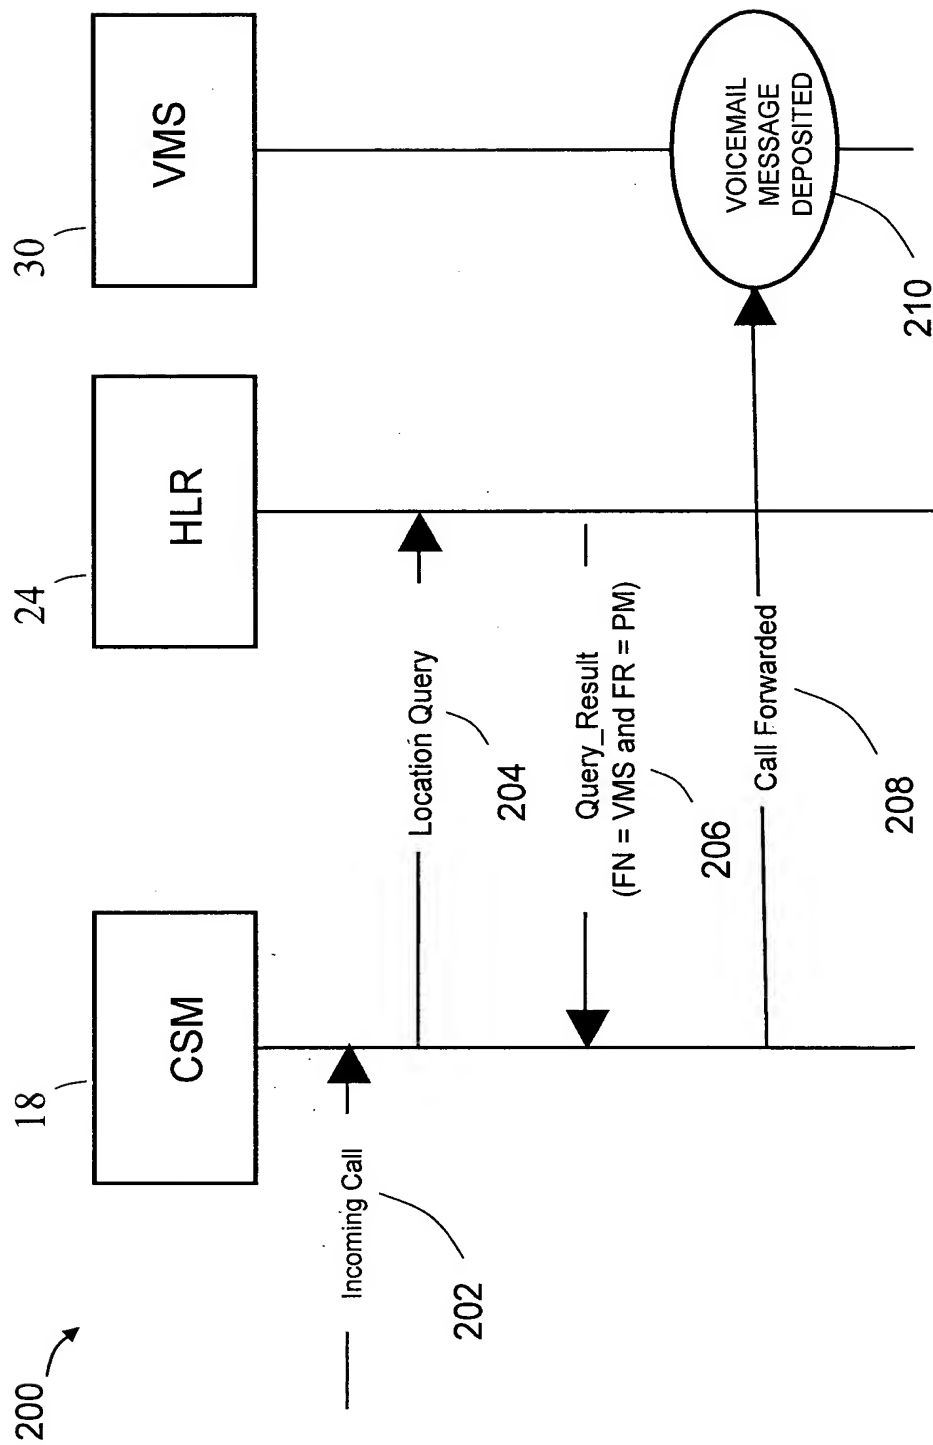 200
18
24
30
CSM
HLR
VMS
Incoming Call
202
Location Query
204
Query_Result
(FN = VMS and FR = PM)
206
Call Forwarded
208
VOICEMAIL
MESSAGE
DEPOSITED
210